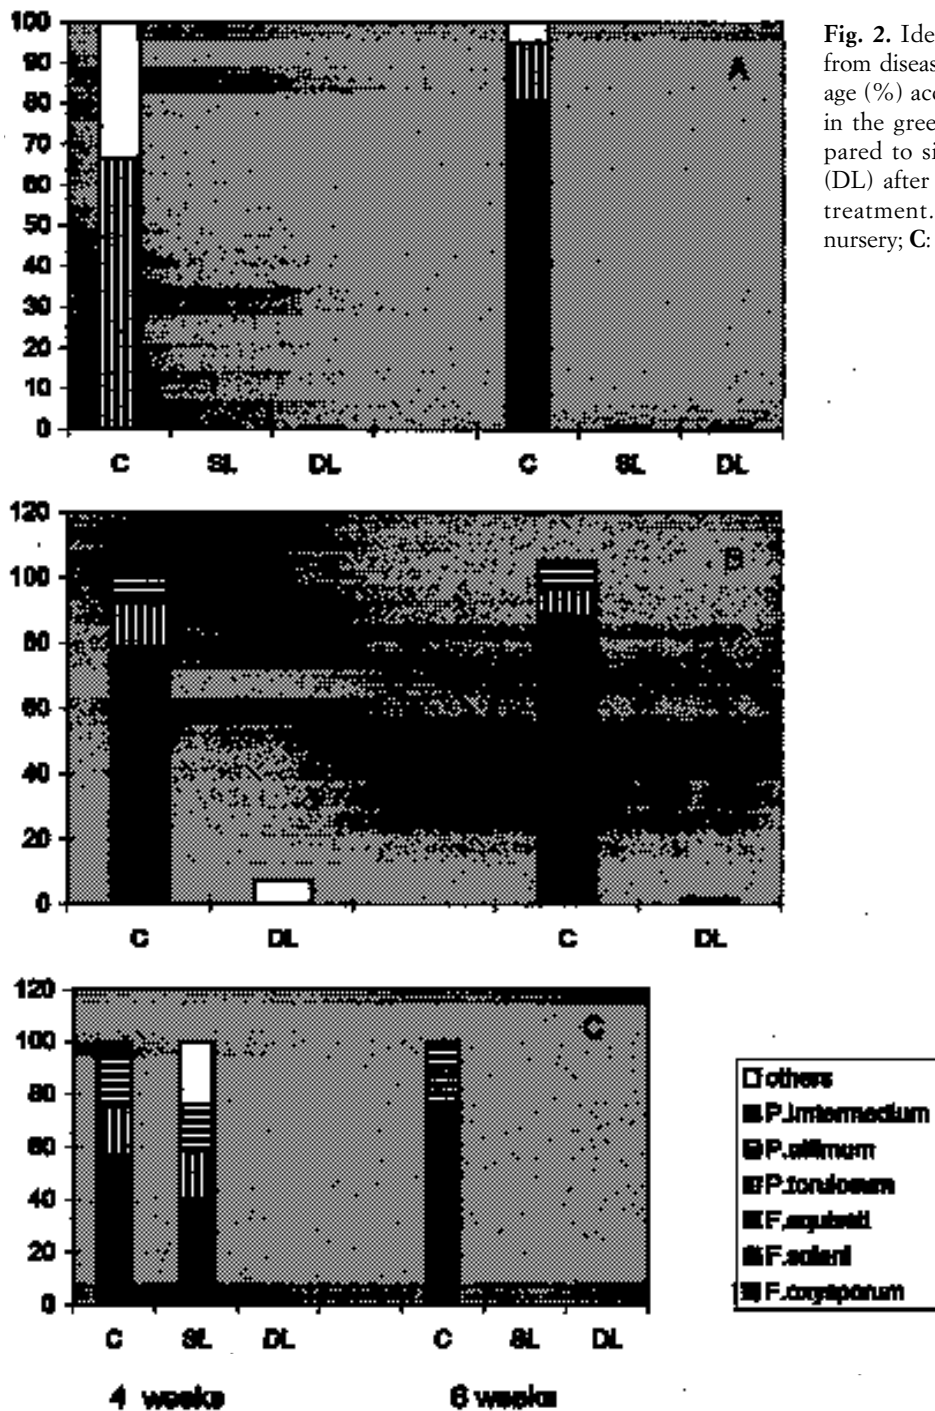 Fig. 2. Ide
from diseas
age (%) acc
in the gree
pared to si
(DL) after
treatment.
nursery; C:
100
90
80
70
60
50
40
30
20
10
0
A
C SL DL C SL DL
120
100
80
60
40
20
0
B
C DL C DL
120
100
80
60
40
20
0
C
C SL DL C SL DL
4 weeks 6 weeks
others
P.intermedium
P.ultimum
P.torulosum
F.equiseti
F.solani
F.oxysporum